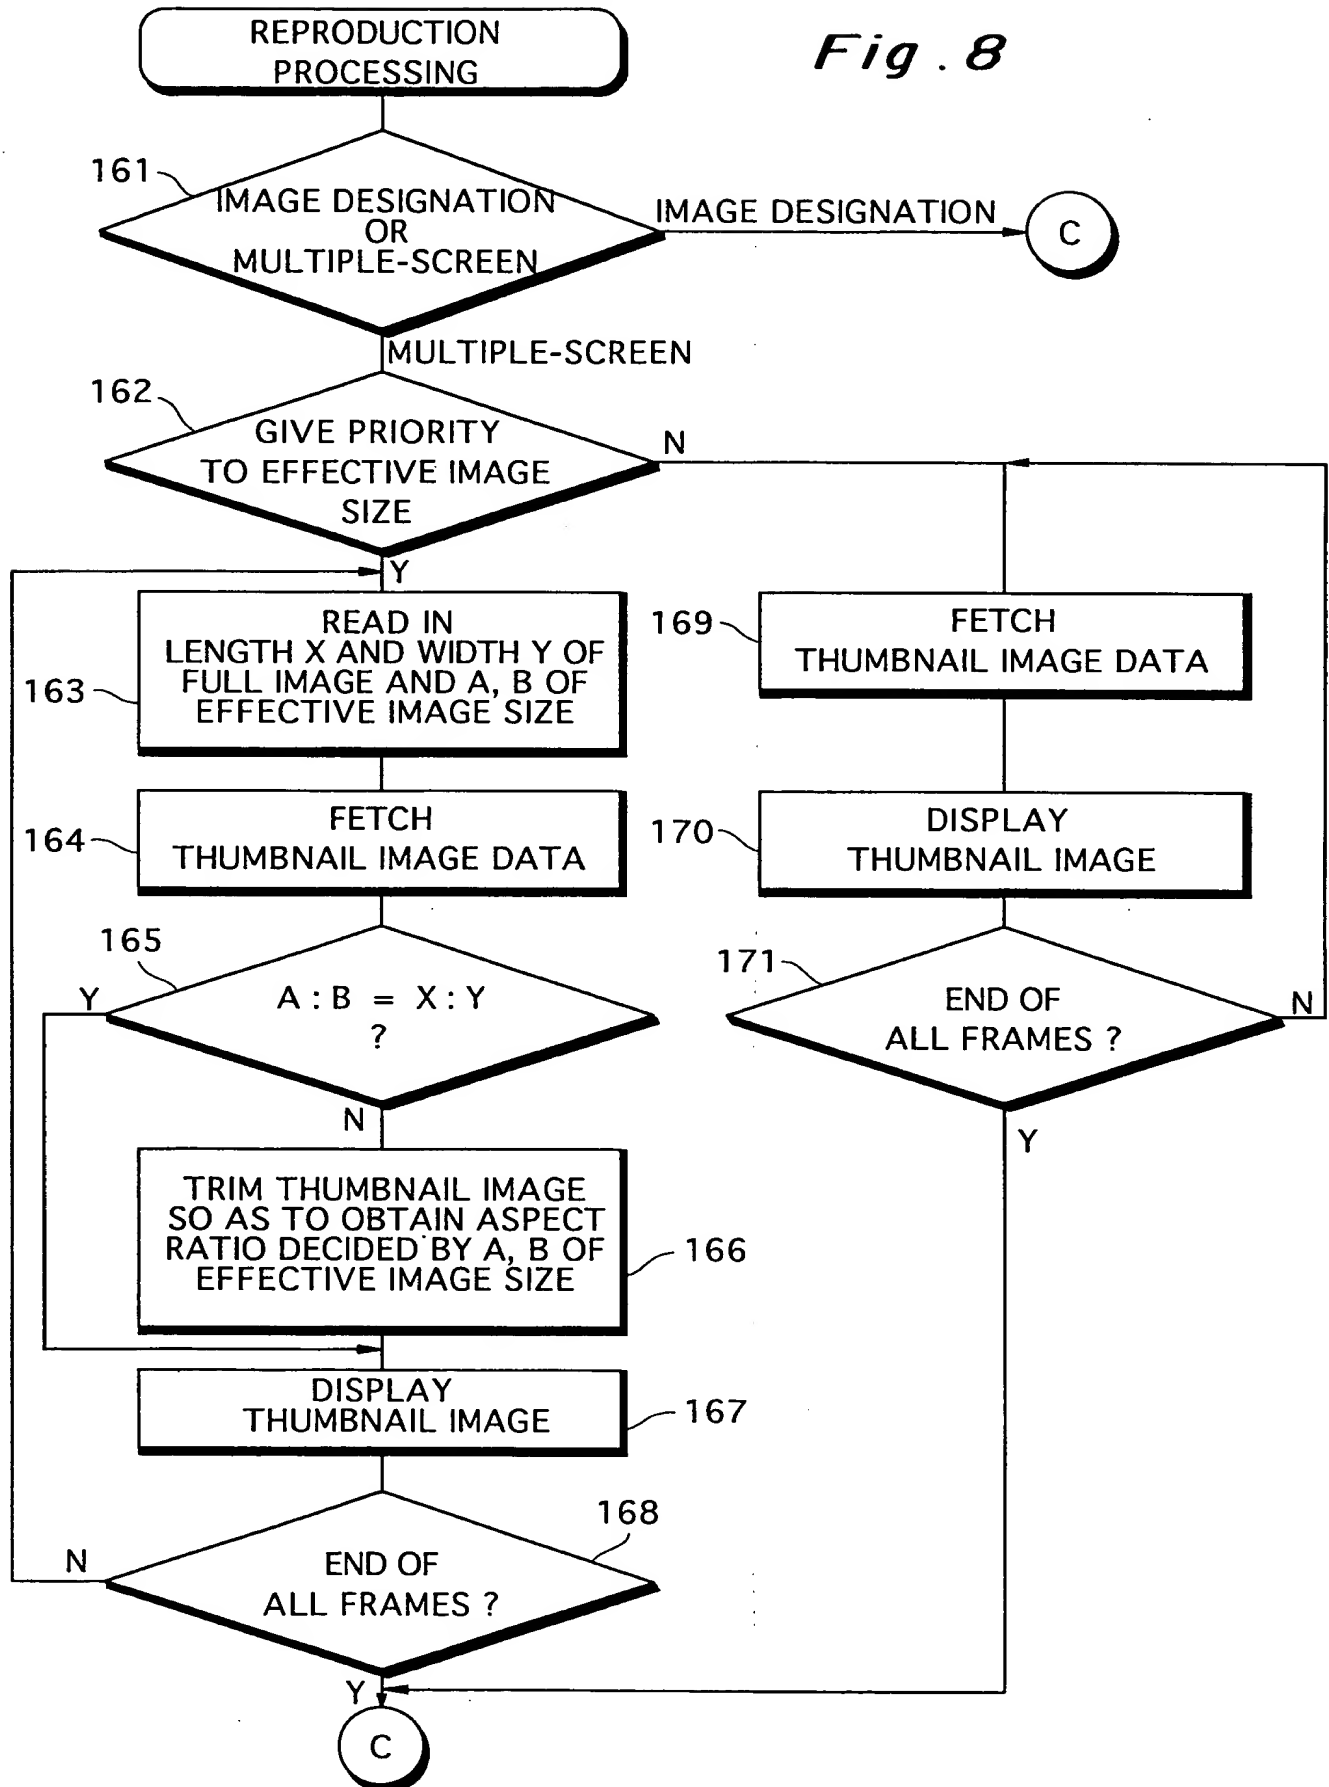 REPRODUCTION
PROCESSING
Fig. 8
161
IMAGE DESIGNATION
OR
MULTIPLE-SCREEN
IMAGE DESIGNATION
C
MULTIPLE-SCREEN
162
GIVE PRIORITY
TO EFFECTIVE IMAGE
SIZE
N
Y
163
READ IN
LENGTH X AND WIDTH Y OF
FULL IMAGE AND A, B OF
EFFECTIVE IMAGE SIZE
169
FETCH
THUMBNAIL IMAGE DATA
164
FETCH
THUMBNAIL IMAGE DATA
170
DISPLAY
THUMBNAIL IMAGE
165
Y
A : B = X : Y
?
N
171
END OF
ALL FRAMES ?
N
Y
TRIM THUMBNAIL IMAGE
SO AS TO OBTAIN ASPECT
RATIO DECIDED BY A, B OF
EFFECTIVE IMAGE SIZE
166
DISPLAY
THUMBNAIL IMAGE
167
168
N
END OF
ALL FRAMES ?
Y
C